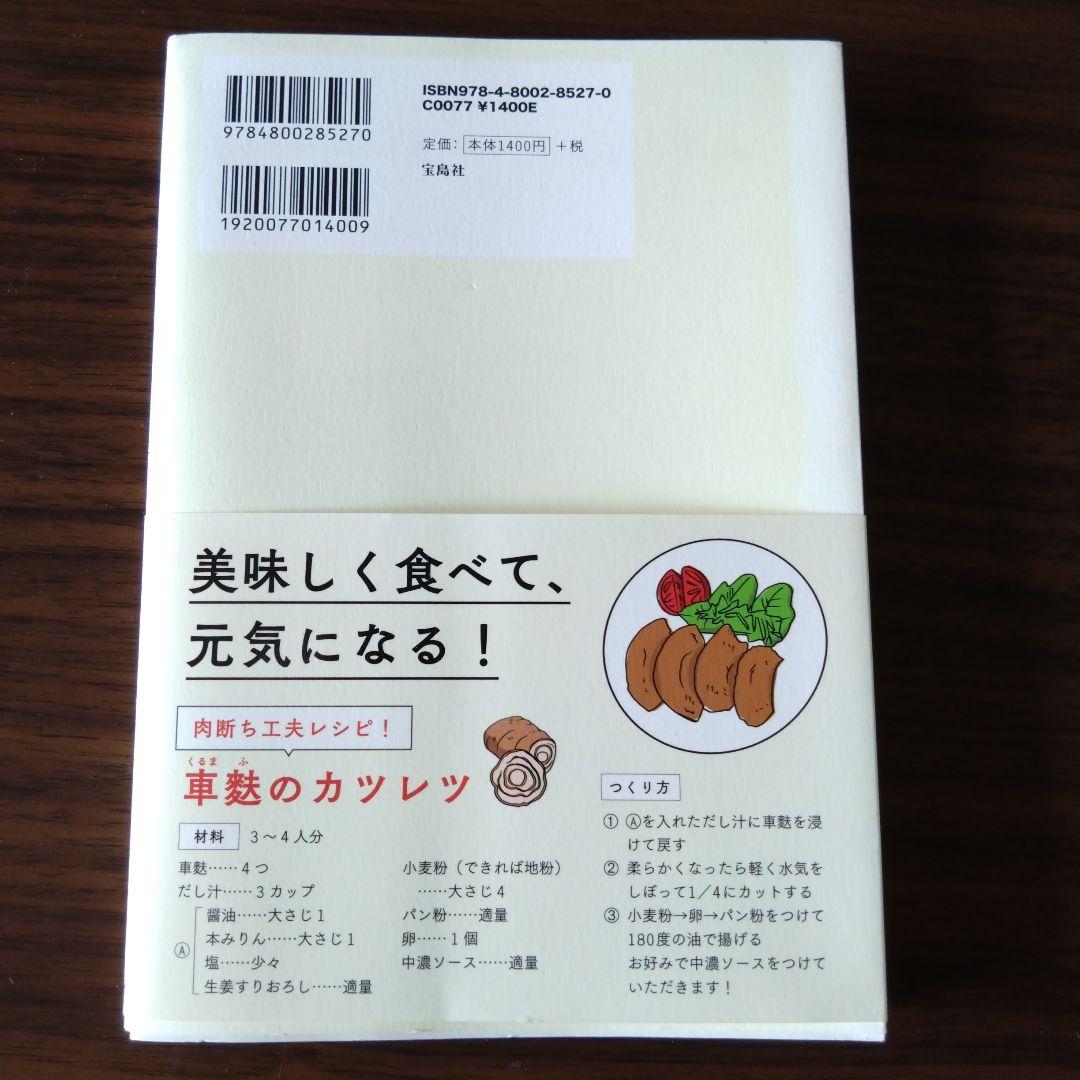 ISBN978-4-8002-8527-0
C0077 ¥1400E
9784800285270
定価：本体1400円＋税
宝島社
1920077014009
美味しく食べて、
元気になる！
肉断ち工夫レシピ！
くるま ふ
車麩のカツレツ
材料 3〜4人分
車麩……4つ
だし汁……3カップ
Ⓐ
醤油……大さじ1
本みりん……大さじ1
塩……少々
生姜すりおろし……適量
小麦粉（できれば地粉）
……大さじ4
パン粉……適量
卵……1個
中濃ソース……適量
つくり方
① Ⓐを入れただし汁に車麩を浸
けて戻す
② 柔らかくなったら軽く水気を
しぼって1／4にカットする
③ 小麦粉→卵→パン粉をつけて
180度の油で揚げる
お好みで中濃ソースをつけて
いただきます！